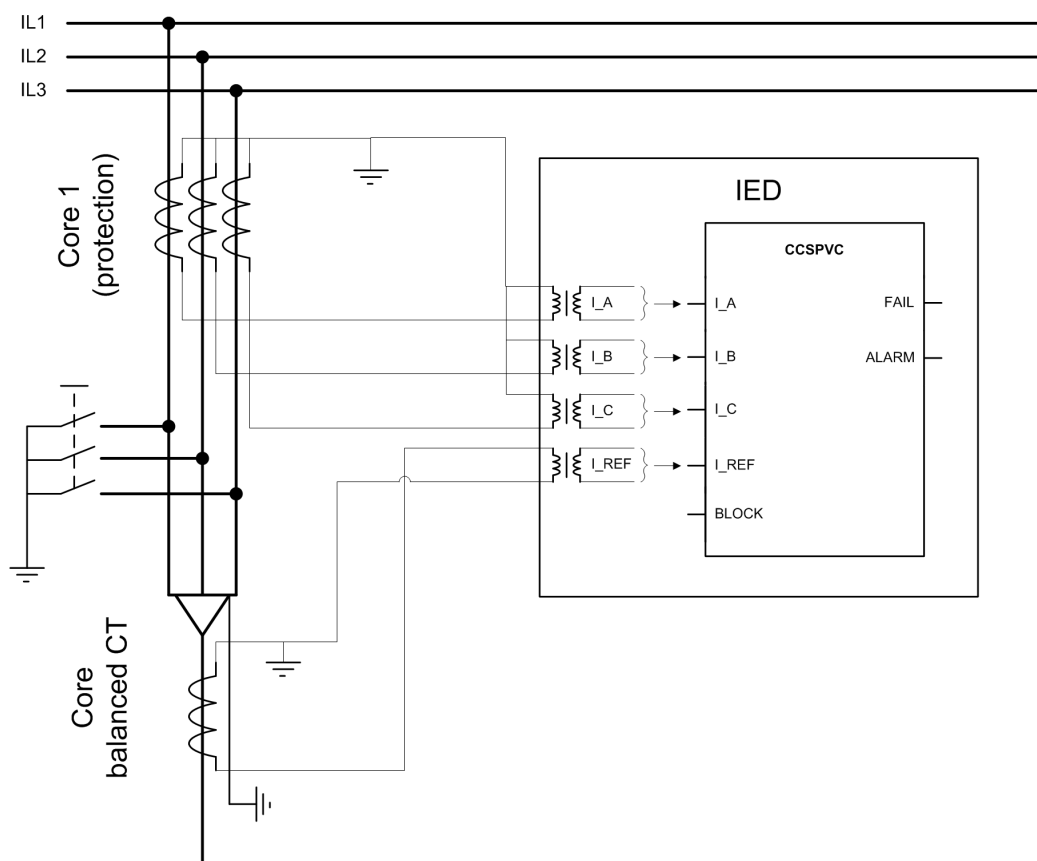 IL1
IL2
IL3
Core 1
(protection)
IED
CCSPVC
I_A
I_A
FAIL
I_B
I_B
ALARM
I_C
I_C
I_REF
I_REF
BLOCK
Core
balanced CT